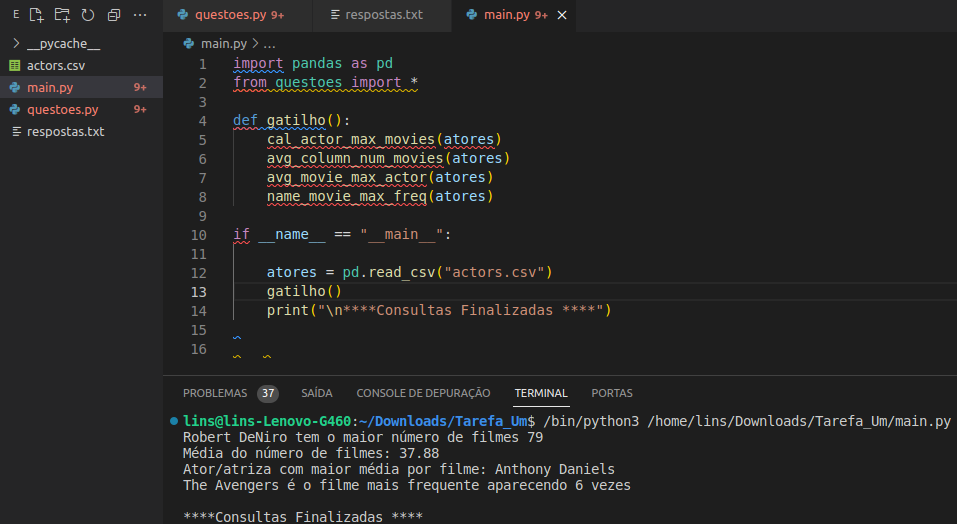 E ...
questoes.py 9+ respostas.txt main.py 9+
__pycache__
actors.csv
main.py 9+
questoes.py 9+
respostas.txt
main.py > ...
1 import pandas as pd
2 from questoes import *
3
4 def gatilho():
5 cal_actor_max_movies(atores)
6 avg_column_num_movies(atores)
7 avg_movie_max_actor(atores)
8 name_movie_max_freq(atores)
9
10 if __name__ == "__main__":
11
12 atores = pd.read_csv("actors.csv")
13 gatilho()
14 print("\n****Consultas Finalizadas ****")
15
16
PROBLEMAS 37 SAÍDA CONSOLE DE DEPURAÇÃO TERMINAL PORTAS
lins@lins-Lenovo-G460:~/Downloads/Tarefa_Um$ /bin/python3 /home/lins/Downloads/Tarefa_Um/main.py
Robert DeNiro tem o maior número de filmes 79
Média do número de filmes: 37.88
Ator/atriza com maior média por filme: Anthony Daniels
The Avengers é o filme mais frequente aparecendo 6 vezes
****Consultas Finalizadas ****